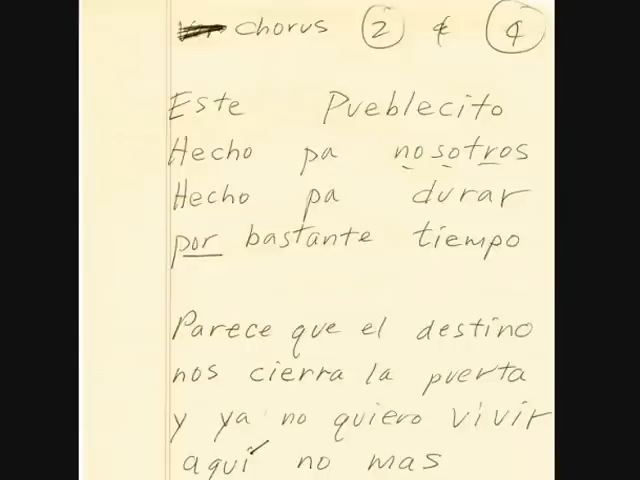 Chorus 2 & 4
Este Pueblecito
Hecho pa nosotros
Hecho pa durar
por bastante tiempo
Parece que el destino
nos cierra la puerta
y ya no quiero vivir
aquí no mas